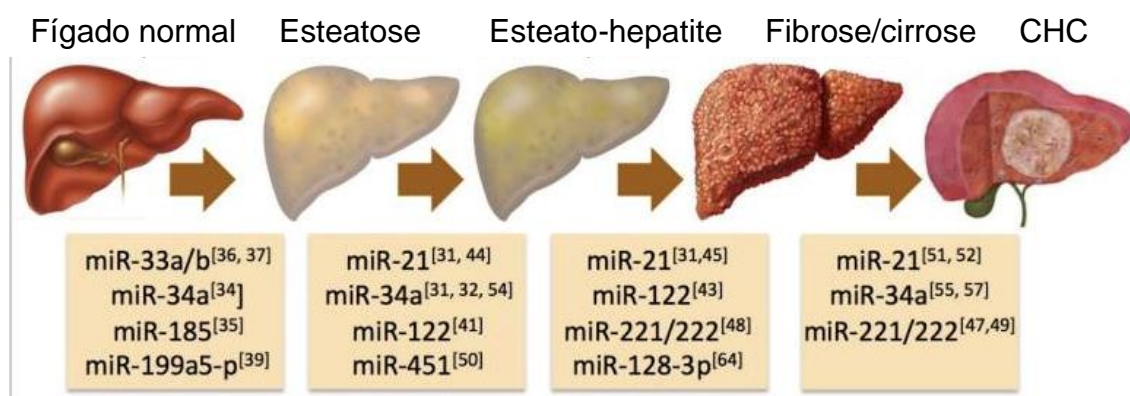 Fígado normal Esteatose Esteato-hepatite Fibrose/cirrose CHC
miR-33a/b[36, 37]
miR-34a[34]
miR-185[35]
miR-199a5-p[39]
miR-21[31, 44]
miR-34a[31, 32, 54]
miR-122[41]
miR-451[50]
miR-21[31,45]
miR-122[43]
miR-221/222[48]
miR-128-3p[64]
miR-21[51, 52]
miR-34a[55, 57]
miR-221/222[47,49]